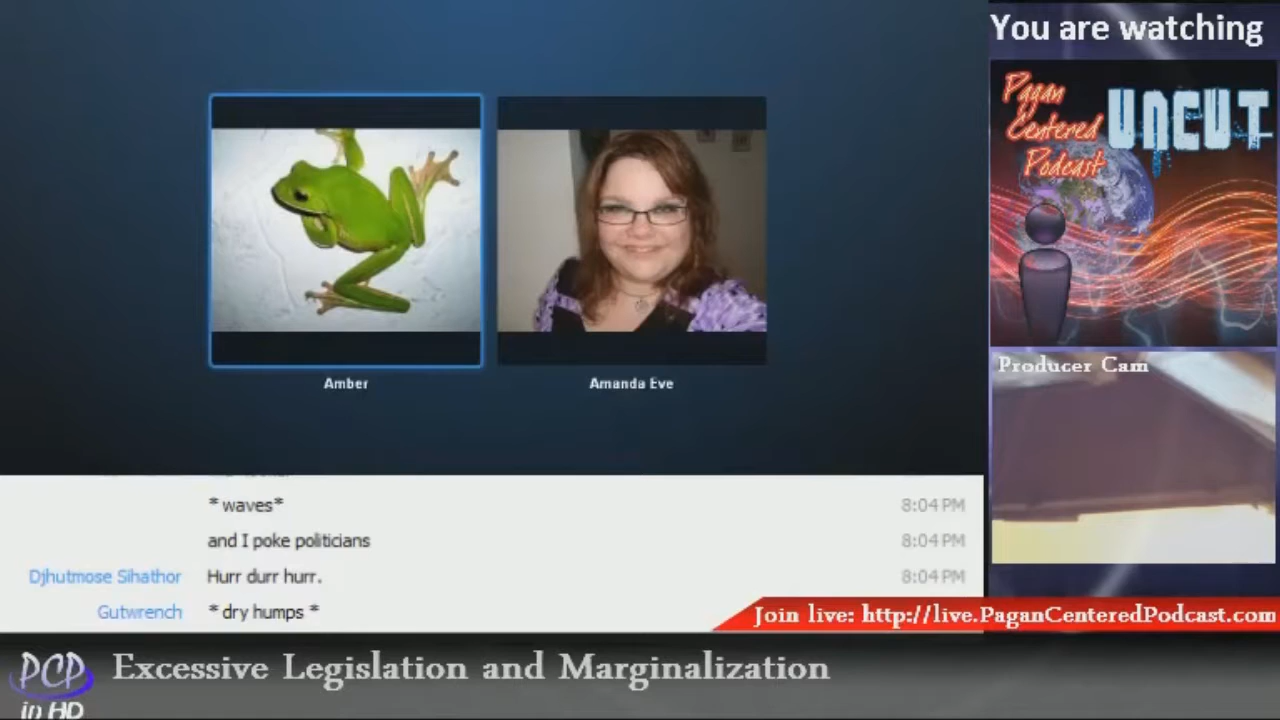 You are watching
Pagan
Centered
Podcast
UNCUT
Producer Cam
Amber
Amanda Eve
*waves* 8:04 PM
and I poke politicians 8:04 PM
Djhutmose Sihathor Hurr durr hurr. 8:04 PM
Gutwrench *dry humps *
Join live: http://live.PaganCenteredPodcast.com
PCP
in HD
Excessive Legislation and Marginalization